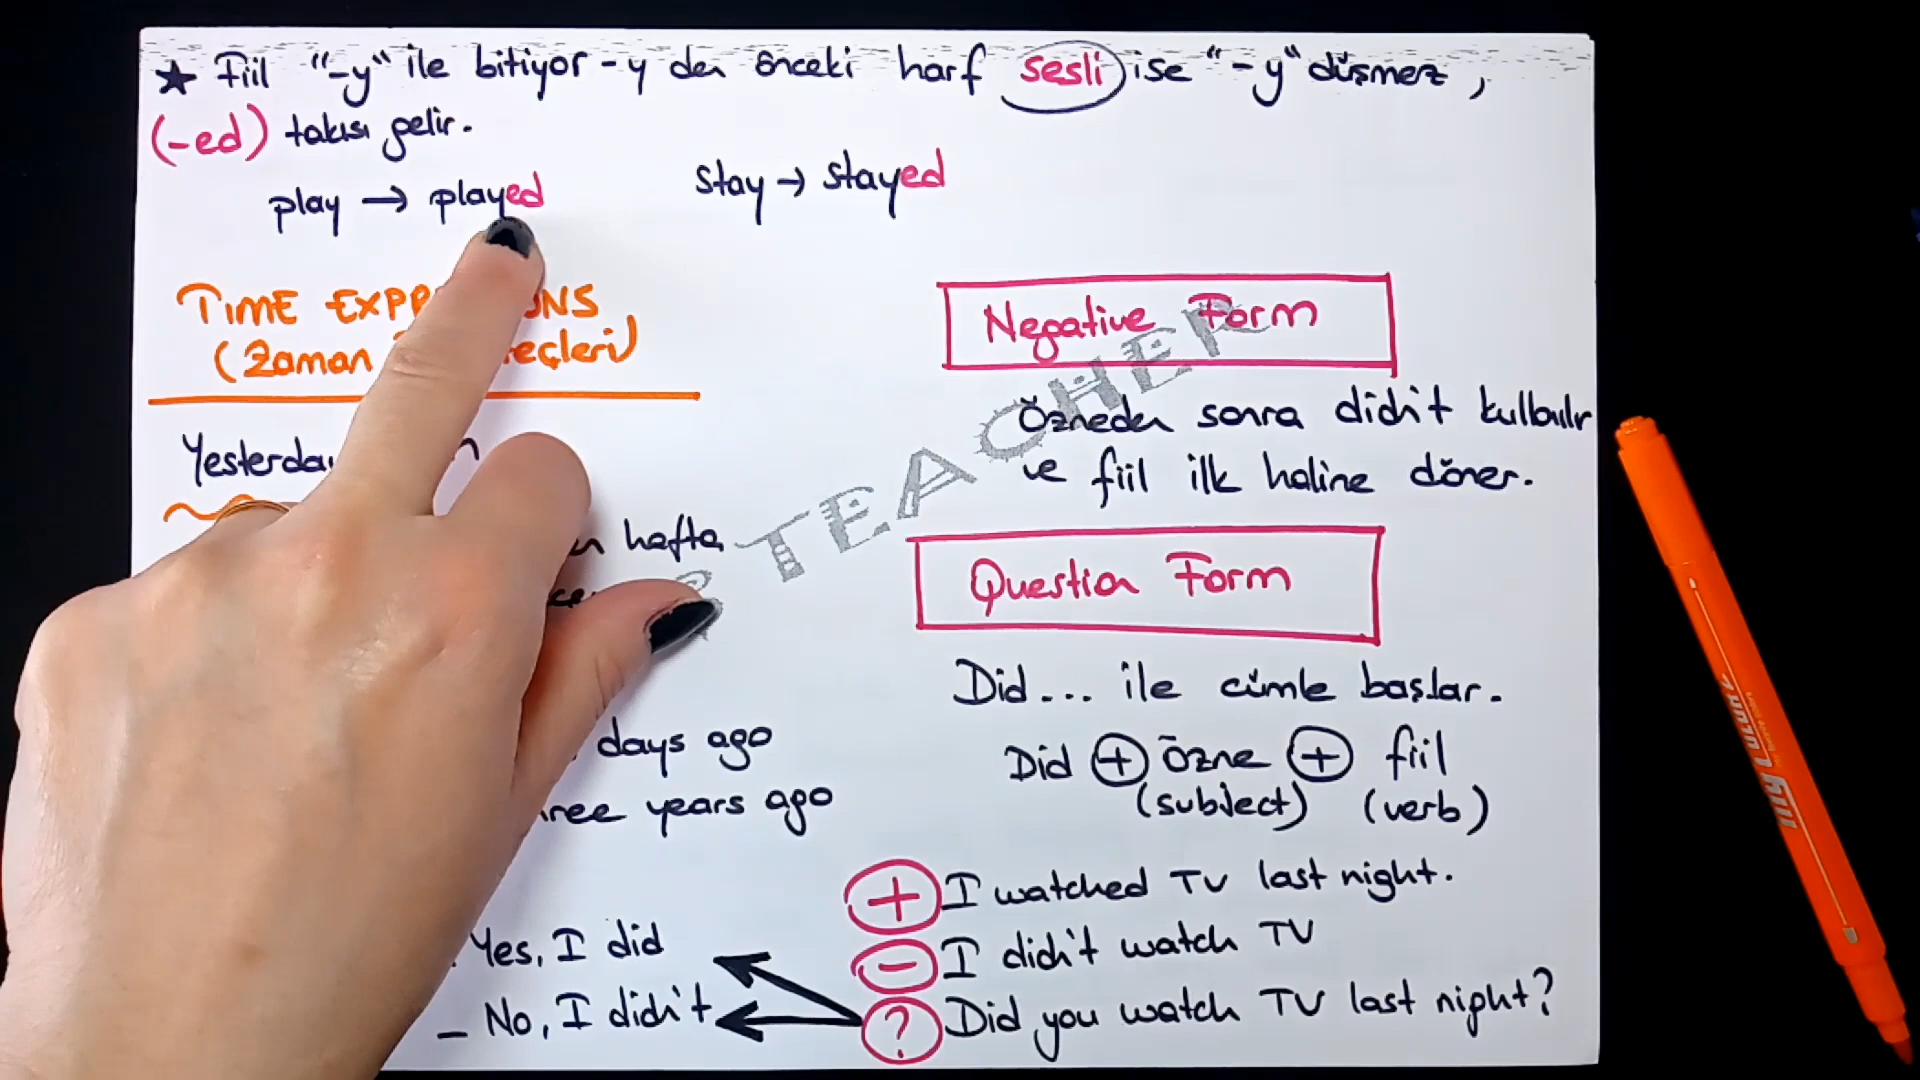 ★ Fiil "-y" ile bitiyor -y den önceki harf sesli ise "-y" düşmez,
(-ed) takısı gelir.
play → played
stay → stayed
TIME
(Zaman
Yesterday
hafta
days ago
years ago
Yes, I did
_ No, I didn't
Negative Form
Özneden sonra didn't kullanılır
ve fiil ilk haline döner.
Question Form
Did... ile cümle başlar.
Did + özne + fiil
(subject) (verb)
+ I watched TV last night.
- I didn't watch TV
? Did you watch TV last night?
TEACHER